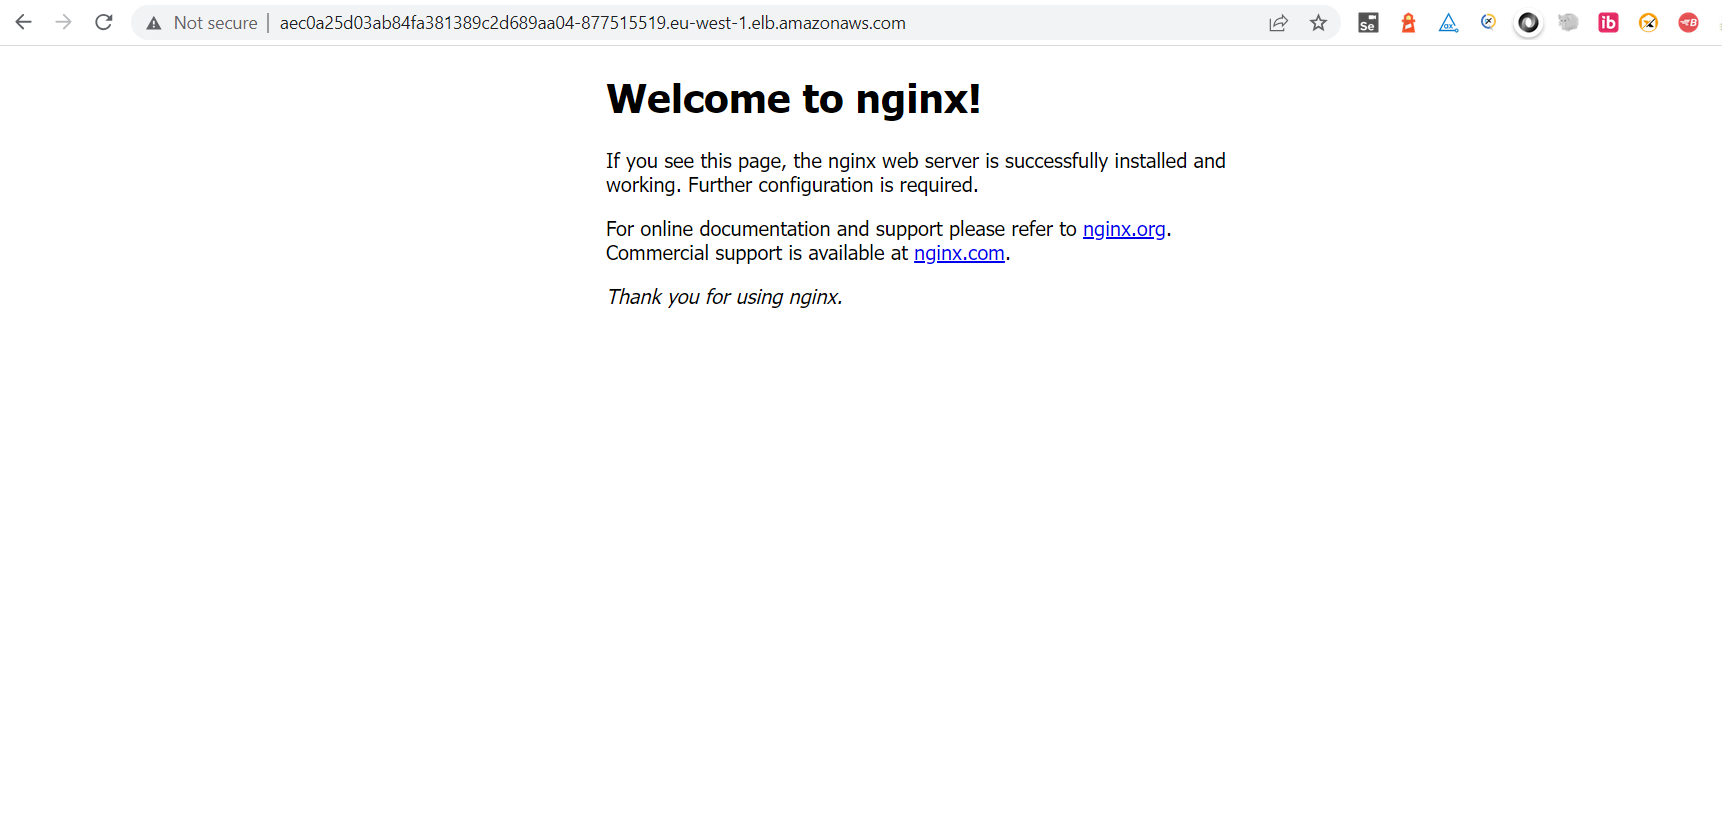 Not secure | aec0a25d03ab84fa381389c2d689aa04-877515519.eu-west-1.elb.amazonaws.com
Se
ax
ib
B
Welcome to nginx!
If you see this page, the nginx web server is successfully installed and
working. Further configuration is required.
For online documentation and support please refer to nginx.org.
Commercial support is available at nginx.com.
Thank you for using nginx.